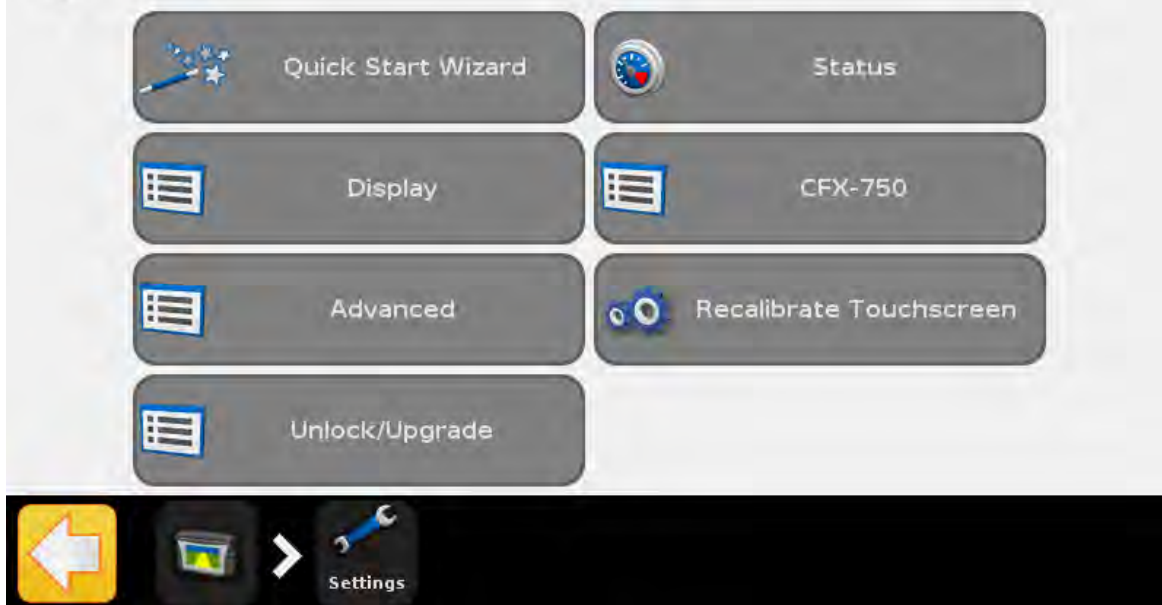 Quick Start Wizard
Status
Display
CFX-750
Advanced
Recalibrate Touchscreen
Unlock/Upgrade
Settings